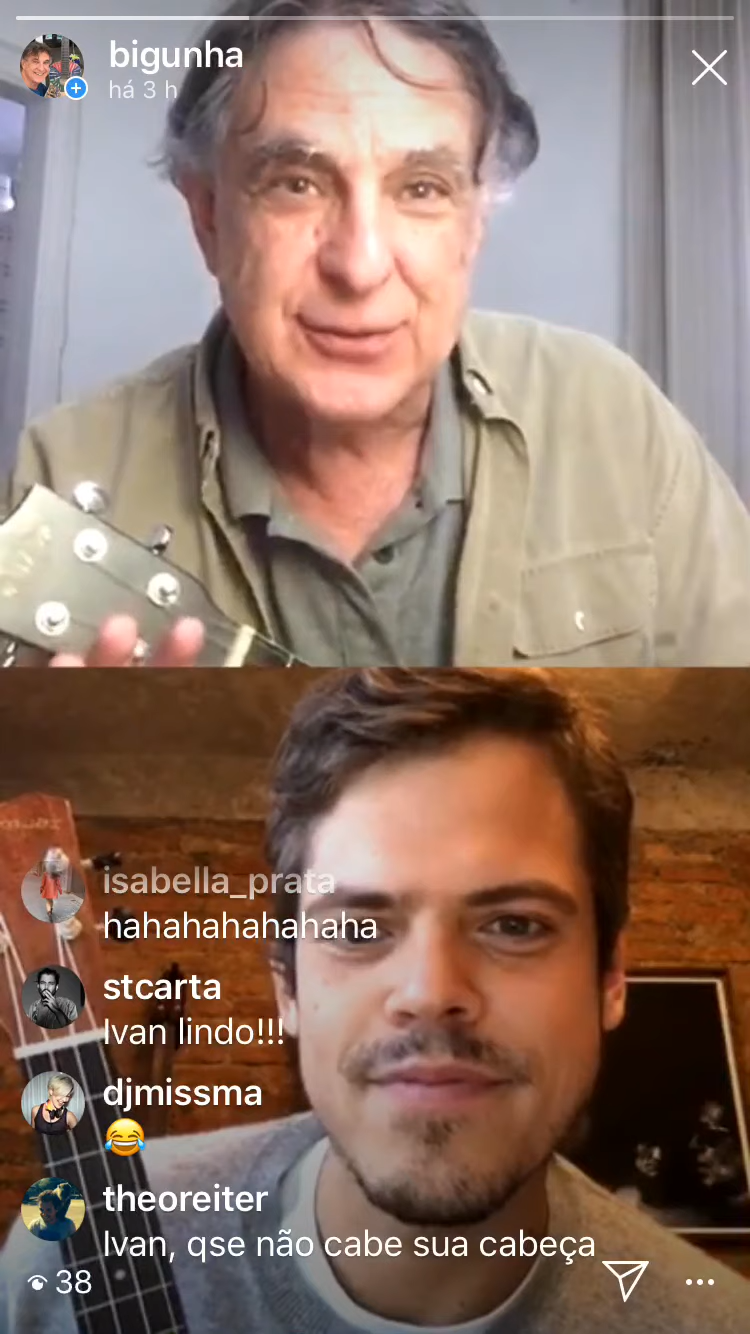 bigunha
há 3 h
isabella_prata
hahahahahahaha
stcarta
Ivan lindo!!!
djmissma
😂
theoreiter
Ivan, qse não cabe sua cabeça
38